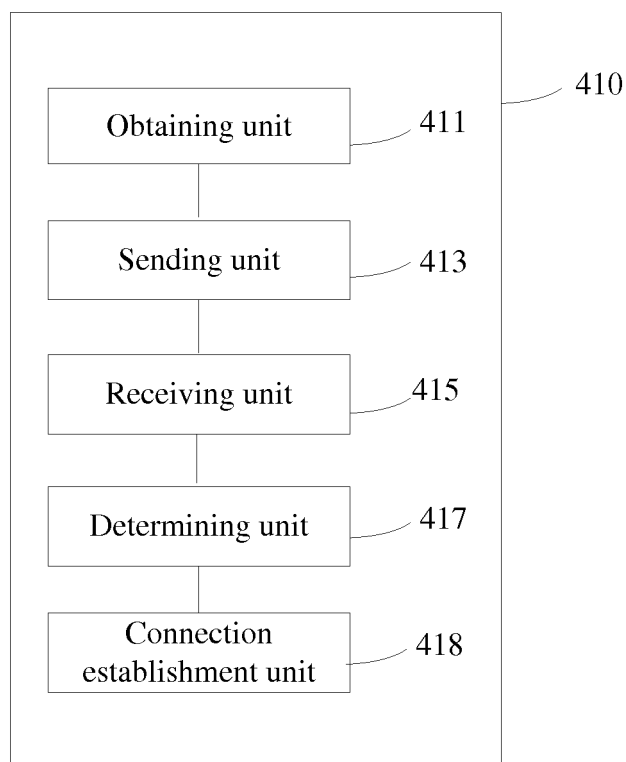 410
Obtaining unit
411
Sending unit
413
Receiving unit
415
Determining unit
417
Connection
establishment unit
418